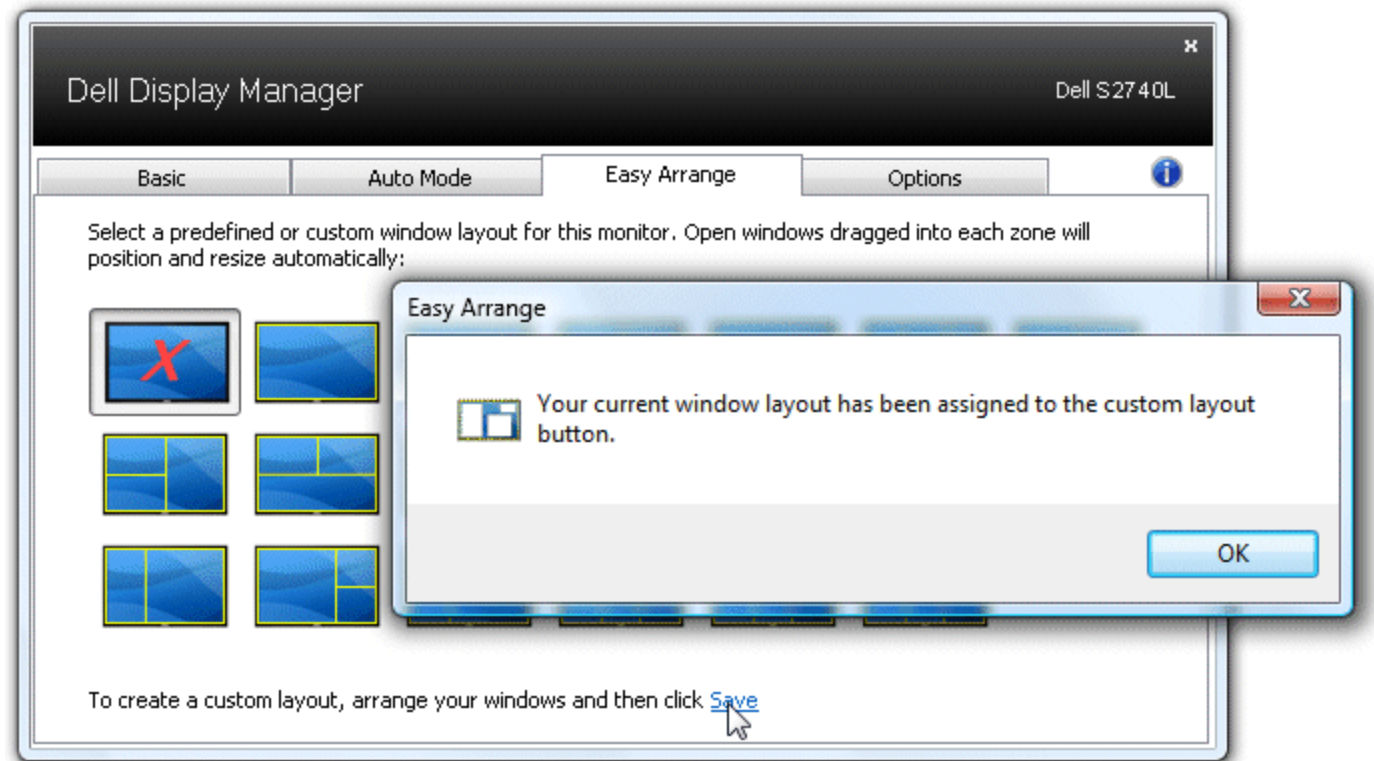 Dell Display Manager
Dell S2740L
Basic
Auto Mode
Easy Arrange
Options
Select a predefined or custom window layout for this monitor. Open windows dragged into each zone will
position and resize automatically:
Easy Arrange
Your current window layout has been assigned to the custom layout
button.
OK
To create a custom layout, arrange your windows and then click Save